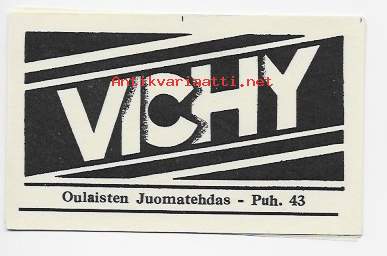 Antikvariaatti.net
VICHY
Oulaisten Juomatehdas - Puh. 43